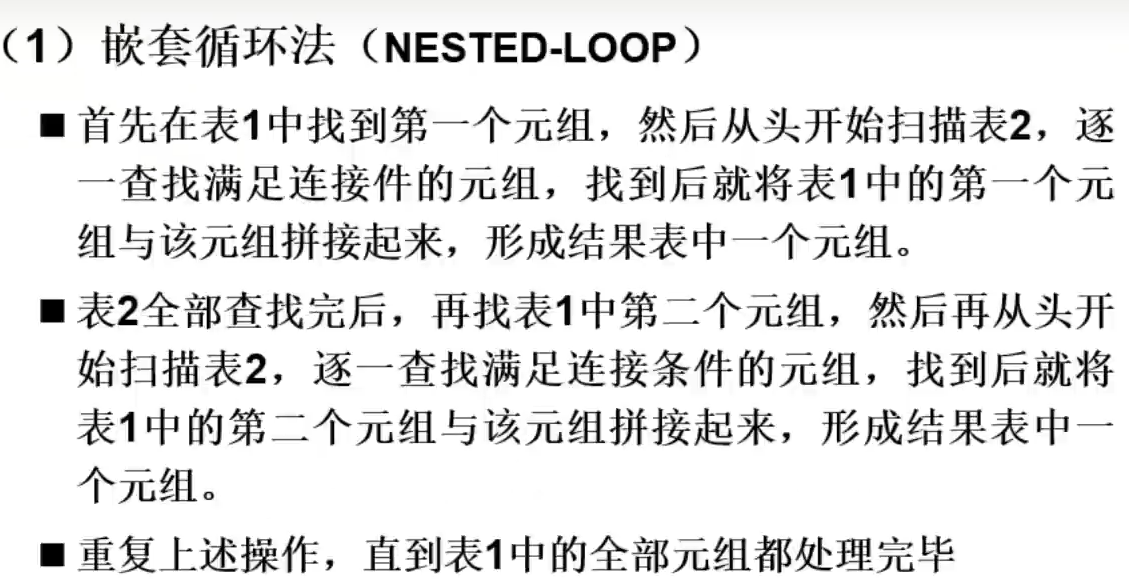 （1）嵌套循环法（NESTED-LOOP）
■ 首先在表1中找到第一个元组，然后从头开始扫描表2，逐
一查找满足连接件的元组，找到后就将表1中的第一个元
组与该元组拼接起来，形成结果表中一个元组。
■ 表2全部查找完后，再找表1中第二个元组，然后再从头开
始扫描表2，逐一查找满足连接条件的元组，找到后就将
表1中的第二个元组与该元组拼接起来，形成结果表中一
个元组。
■ 重复上述操作，直到表1中的全部元组都处理完毕